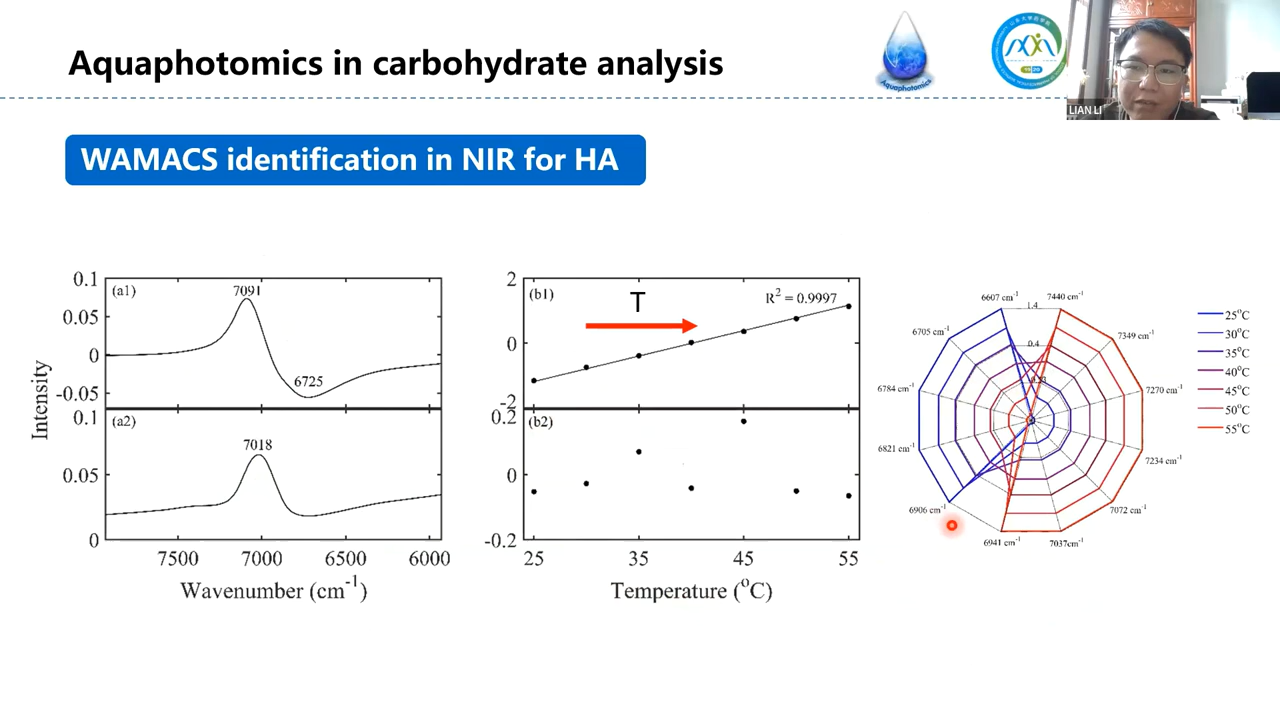 Aquaphotomics in carbohydrate analysis
Aquaphotomics
LIAN LI
WAMACS identification in NIR for HA
Intensity
0.1
0.05
0
-0.05
(a1)
7091
6725
0.1
0.05
0
(a2)
7018
7500
7000
6500
6000
Wavenumber (cm⁻¹)
2
0
-2
(b1)
T
R² = 0.9997
0.2
0
-0.2
(b2)
25
35
45
55
Temperature (°C)
6607 cm⁻¹
7440 cm⁻¹
1.4
0.4
6705 cm⁻¹
7349 cm⁻¹
6784 cm⁻¹
7270 cm⁻¹
6821 cm⁻¹
7234 cm⁻¹
6906 cm⁻¹
7072 cm⁻¹
6941 cm⁻¹
7037cm⁻¹
25°C
30°C
35°C
40°C
45°C
50°C
55°C